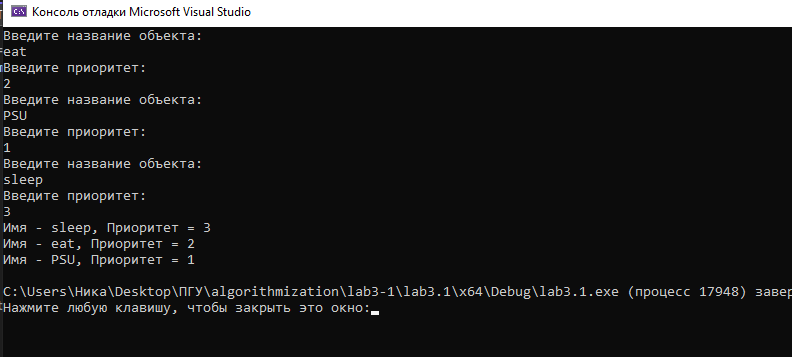 Консоль отладки Microsoft Visual Studio
Введите название объекта:
eat
Введите приоритет:
2
Введите название объекта:
PSU
Введите приоритет:
1
Введите название объекта:
sleep
Введите приоритет:
3
Имя - sleep, Приоритет = 3
Имя - eat, Приоритет = 2
Имя - PSU, Приоритет = 1
C:\Users\Ника\Desktop\ПГУ\algorithmization\lab3-1\lab3.1\x64\Debug\lab3.1.exe (процесс 17948) завер
Нажмите любую клавишу, чтобы закрыть это окно: